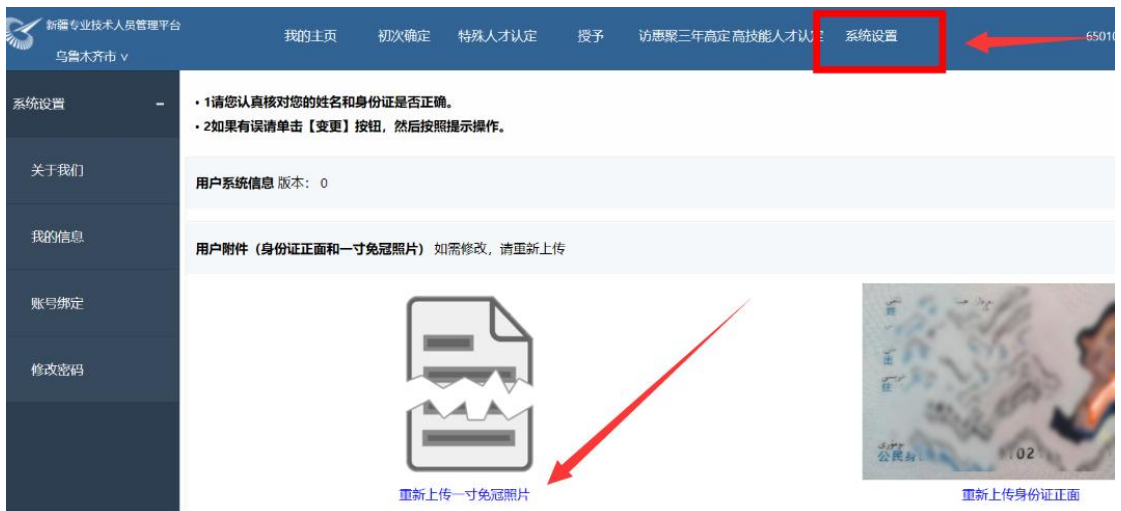 新疆专业技术人员管理平台
乌鲁木齐市 ∨
我的主页 初次确定 特殊人才认定 授予 访惠聚三年高定 高技能人才认定 系统设置 65010
系统设置 －
关于我们
我的信息
账号绑定
修改密码
· 1请您认真核对您的姓名和身份证是否正确。
· 2如果有误请单击【变更】按钮，然后按照提示操作。
用户系统信息 版本： 0
用户附件（身份证正面和一寸免冠照片） 如需修改，请重新上传
公民身
02
重新上传一寸免冠照片
重新上传身份证正面